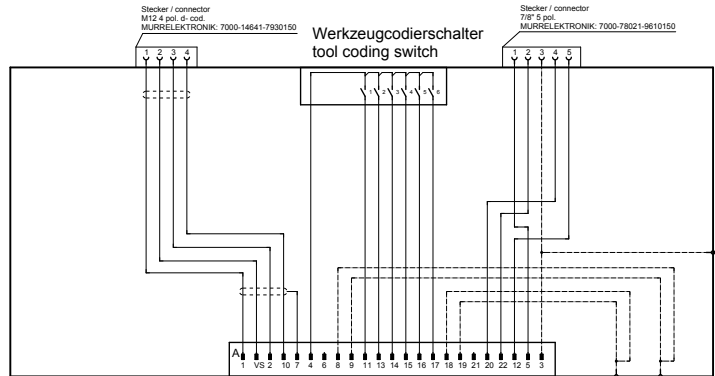 Stecker / connector
M12 4 pol. d- cod.
MURRELEKTRONIK: 7000-14641-7930150
Stecker / connector
7/8" 5 pol.
MURRELEKTRONIK: 7000-78021-9610150
Werkzeugcodierschalter
tool coding switch
1 2 3 4
1 2 3 4 5
1 2 3 4 5 6
A
1 VS 2 10 7 4 6 8 9 11 13 14 15 16 17 18 19 21 20 22 12 5 3